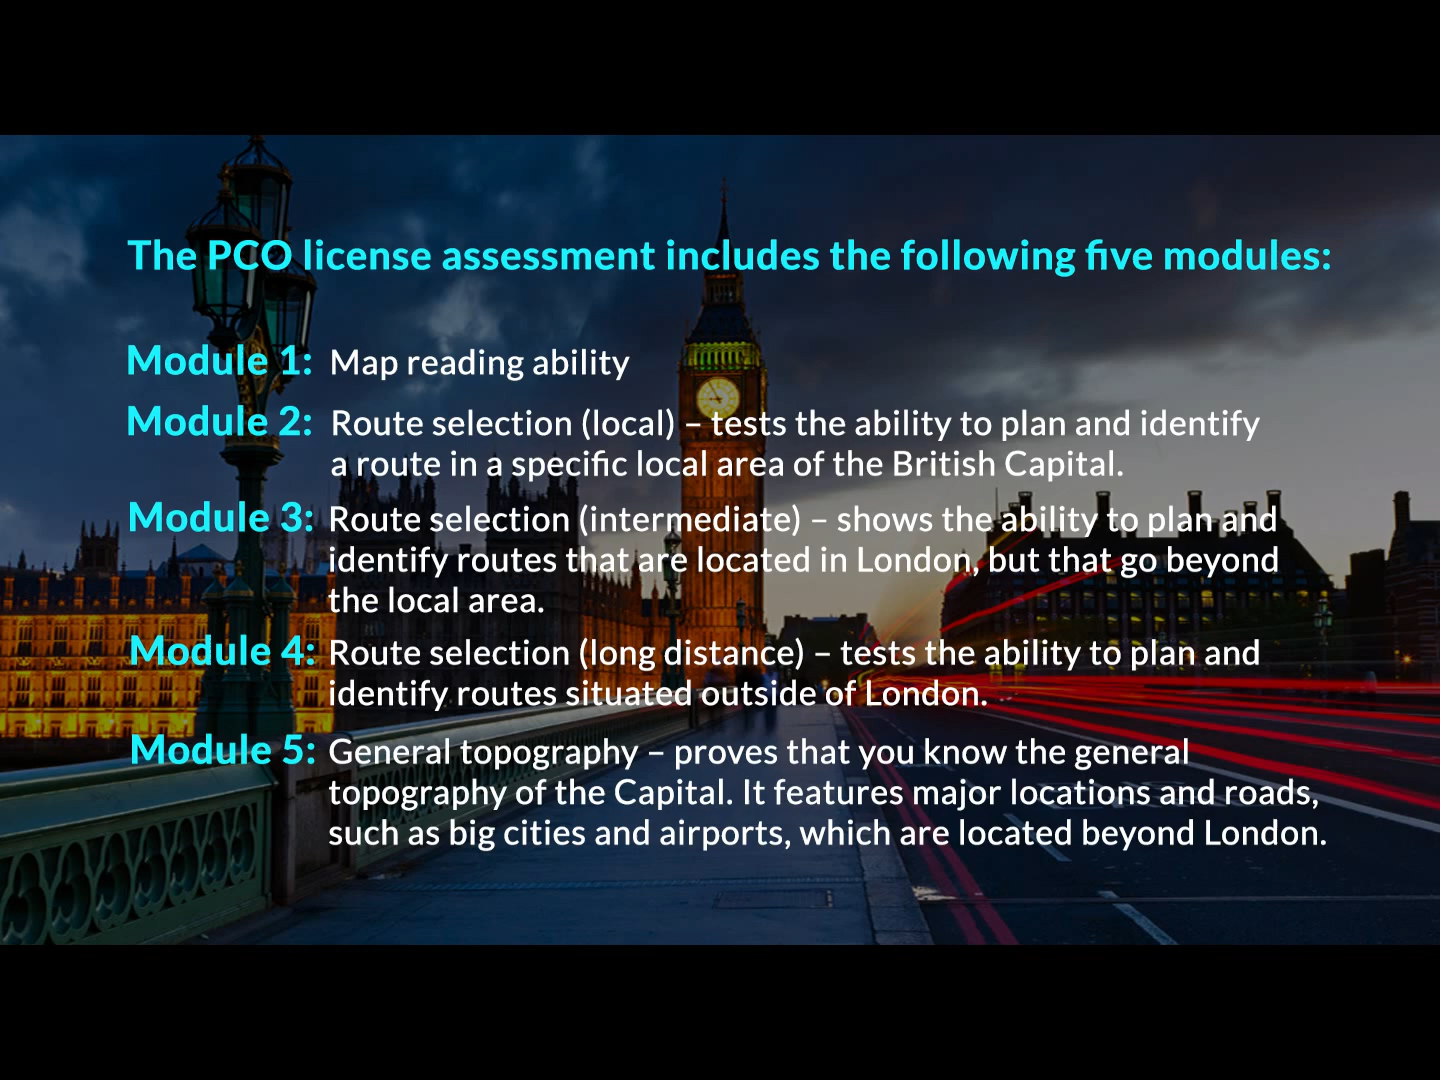 The PCO license assessment includes the following five modules:
Module 1: Map reading ability
Module 2: Route selection (local) – tests the ability to plan and identify
a route in a specific local area of the British Capital.
Module 3: Route selection (intermediate) – shows the ability to plan and
identify routes that are located in London, but that go beyond
the local area.
Module 4: Route selection (long distance) – tests the ability to plan and
identify routes situated outside of London.
Module 5: General topography – proves that you know the general
topography of the Capital. It features major locations and roads,
such as big cities and airports, which are located beyond London.